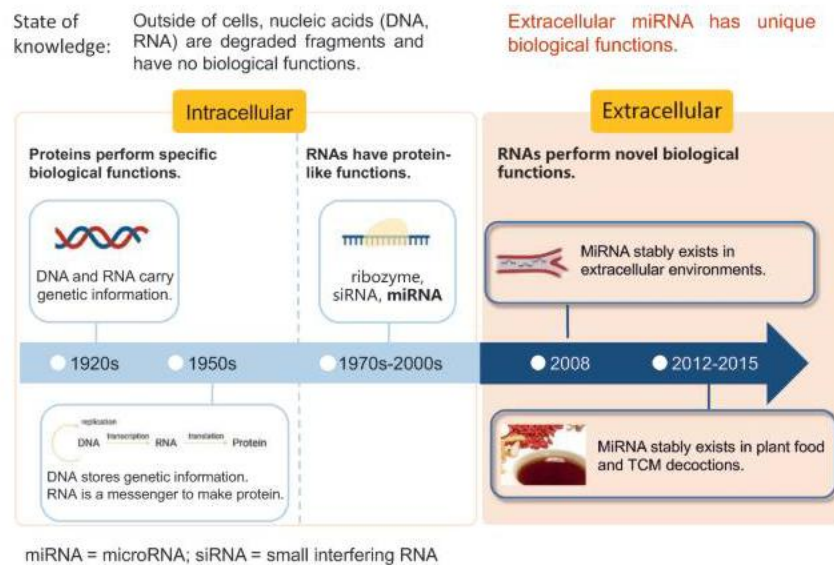 State of knowledge:
Outside of cells, nucleic acids (DNA,
RNA) are degraded fragments and
have no biological functions.
Extracellular miRNA has unique
biological functions.
Intracellular
Extracellular
Proteins perform specific
biological functions.
RNAs have protein-
like functions.
RNAs perform novel biological
functions.
DNA and RNA carry
genetic information.
ribozyme,
siRNA, miRNA
MiRNA stably exists in
extracellular environments.
1920s
1950s
1970s-2000s
2008
2012-2015
replication
DNA transcription RNA translation Protein
DNA stores genetic information.
RNA is a messenger to make protein.
MiRNA stably exists in plant food
and TCM decoctions.
miRNA = microRNA; siRNA = small interfering RNA